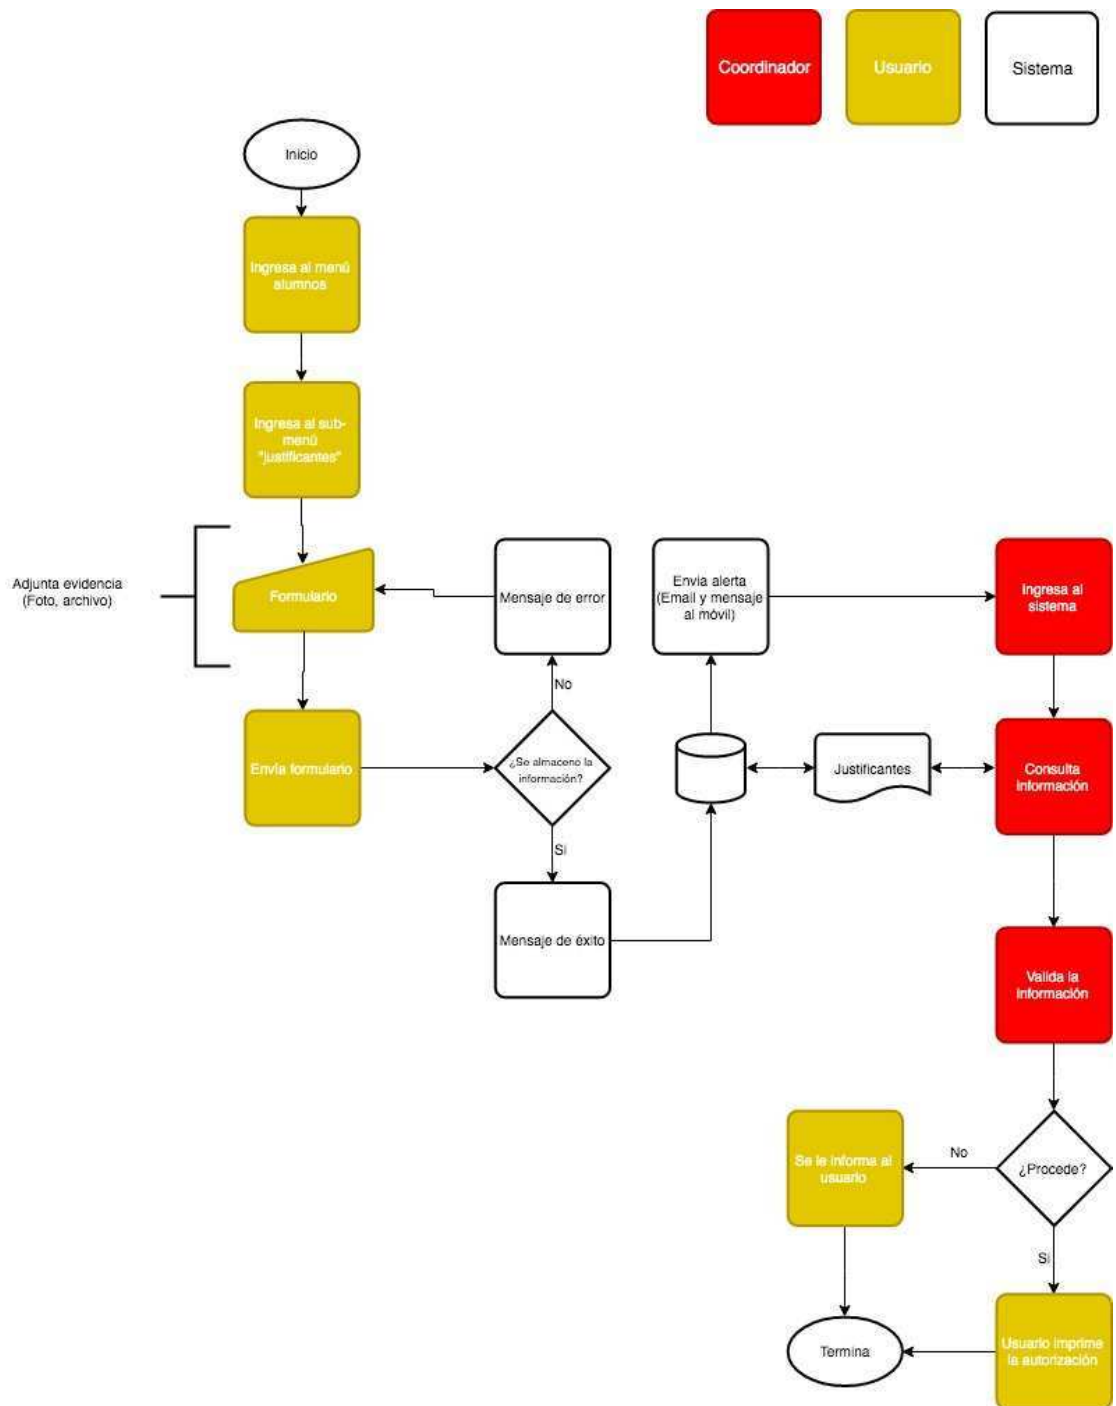 Coordinador
Usuario
Sistema
Inicio
Ingresa al menú
alumnos
Ingresa al sub-
menú
"justificantes"
Adjunta evidencia
(Foto, archivo)
Formulario
Mensaje de error
Envia alerta
(Email y mensaje
al móvil)
Ingresa al
sistema
No
Envía formulario
¿Se almaceno la
información?
Justificantes
Consulta
información
Si
Mensaje de éxito
Valida la
información
Se le informa al
usuario
No
¿Procede?
Si
Termina
Usuario imprime
la autorización